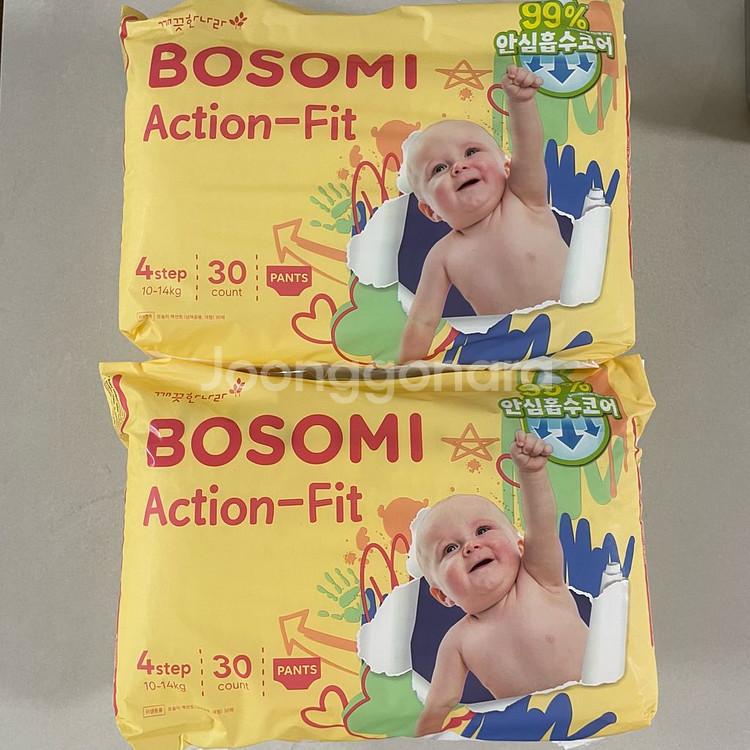 깨끗한나라
BOSOMI
Action-Fit
99%
안심흡수코어
4step
10-14kg
30
count
PANTS
Joonggonara
깨끗한나라
BOSOMI
Action-Fit
99%
안심흡수코어
4step
10-14kg
30
count
PANTS